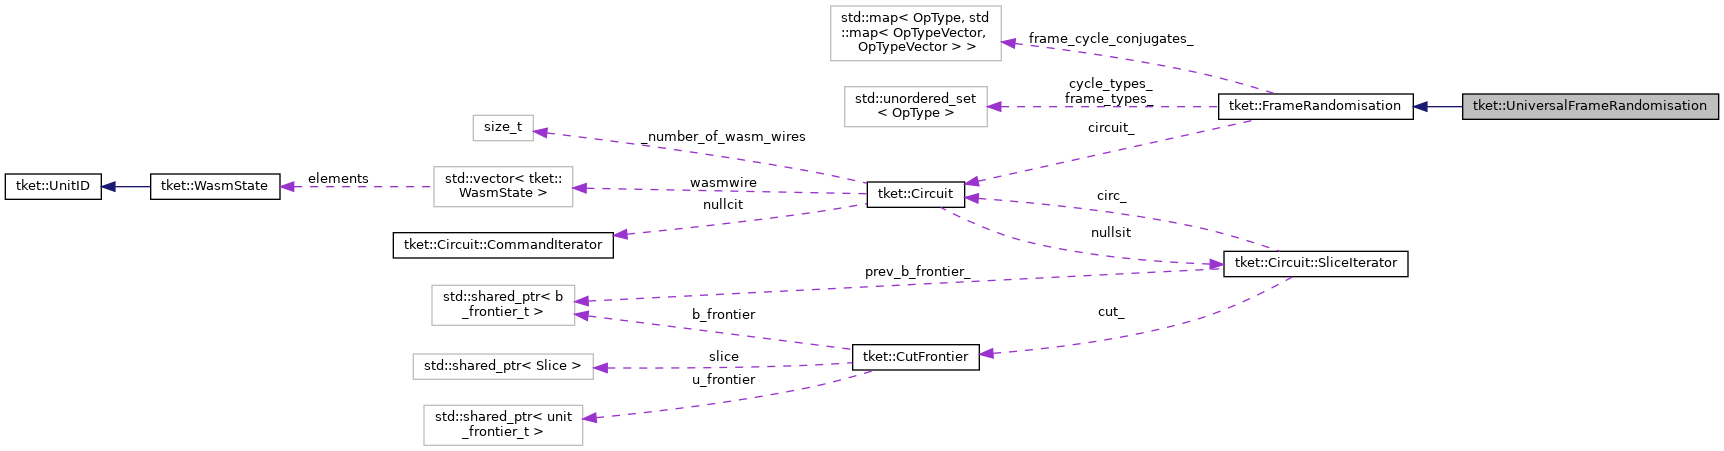 std::map< OpType, std
::map< OpTypeVector,
OpTypeVector > >
frame_cycle_conjugates_
cycle_types_
frame_types_
std::unordered_set
< OpType >
tket::FrameRandomisation
tket::UniversalFrameRandomisation
size_t
_number_of_wasm_wires
circuit_
tket::UnitID
tket::WasmState
elements
std::vector< tket::
WasmState >
wasmwire
nullcit
tket::Circuit
circ_
nullsit
tket::Circuit::CommandIterator
tket::Circuit::SliceIterator
prev_b_frontier_
std::shared_ptr< b
_frontier_t >
b_frontier
cut_
slice
tket::CutFrontier
std::shared_ptr< Slice >
u_frontier
std::shared_ptr< unit
_frontier_t >